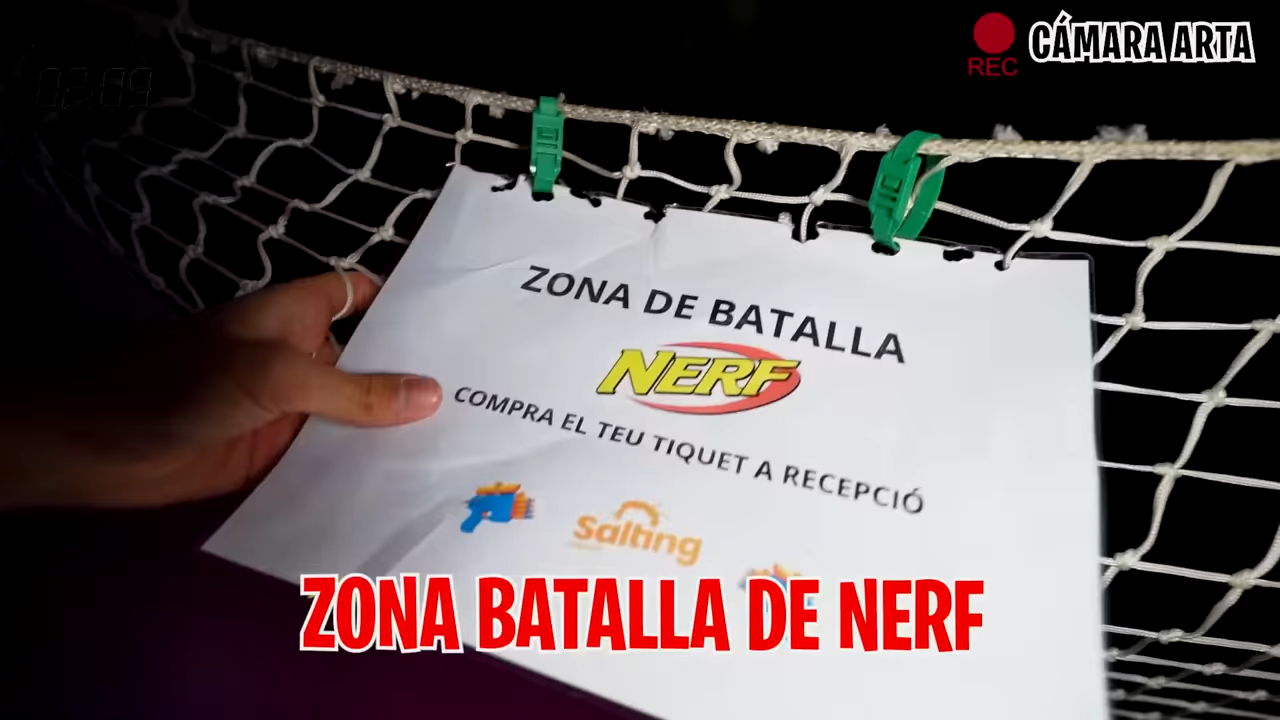 REC
CÁMARA ARTA
ZONA DE BATALLA
NERF
COMPRA EL TEU TIQUET A RECEPCIÓ
Salting
ZONA BATALLA DE NERF